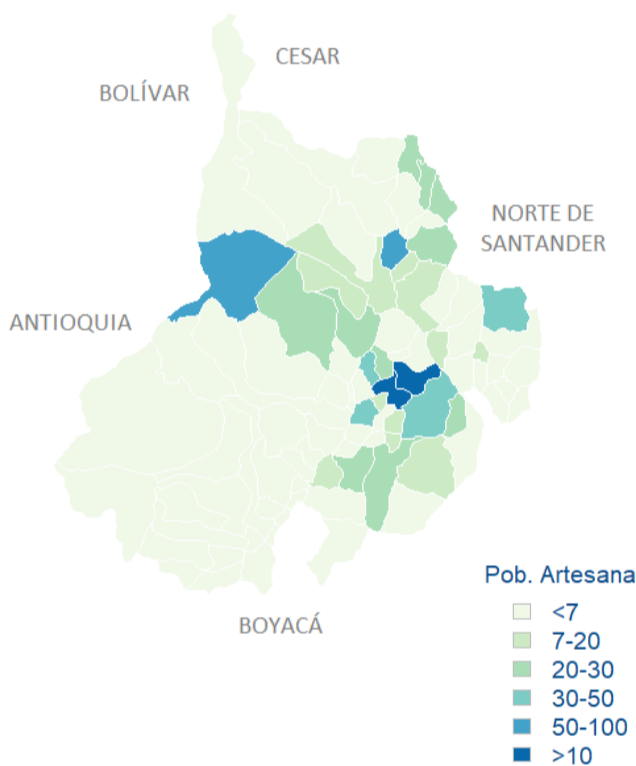 CESAR
BOLÍVAR
NORTE DE
SANTANDER
ANTIOQUIA
BOYACÁ
Pob. Artesana
<7
7-20
20-30
30-50
50-100
>10